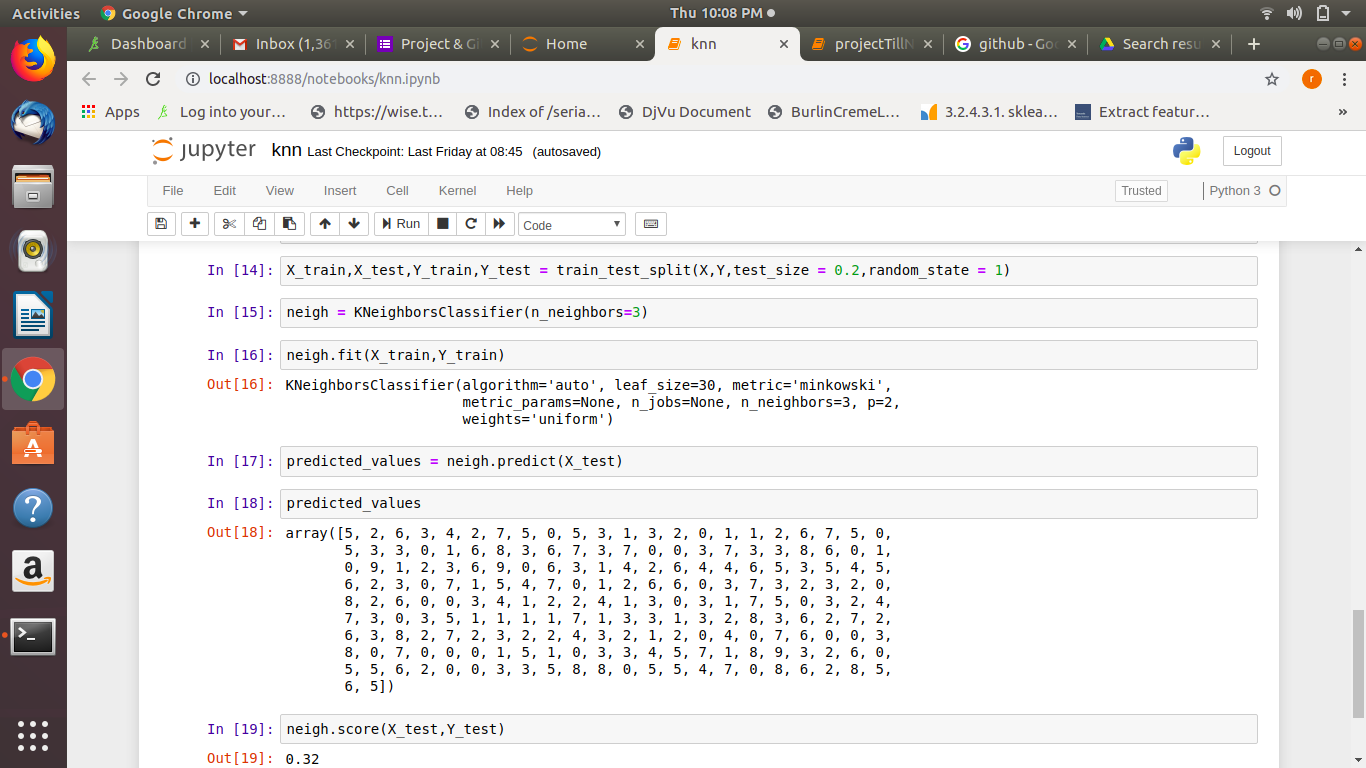 Activities Google Chrome Thu 10:08 PM
Dashboard Inbox (1,36 Project & Gi Home knn projectTillN github - Goo Search resu
localhost:8888/notebooks/knn.ipynb r
Apps Log into your… https://wise.t… Index of /seria… DjVu Document BurlinCremeL… 3.2.4.3.1. sklea… Extract featur… »
jupyter knn Last Checkpoint: Last Friday at 08:45 (autosaved) Logout
File Edit View Insert Cell Kernel Help Trusted Python 3
Run Code
In [14]: X_train,X_test,Y_train,Y_test = train_test_split(X,Y,test_size = 0.2,random_state = 1)
In [15]: neigh = KNeighborsClassifier(n_neighbors=3)
In [16]: neigh.fit(X_train,Y_train)
Out[16]: KNeighborsClassifier(algorithm='auto', leaf_size=30, metric='minkowski',
metric_params=None, n_jobs=None, n_neighbors=3, p=2,
weights='uniform')
In [17]: predicted_values = neigh.predict(X_test)
In [18]: predicted_values
Out[18]: array([5, 2, 6, 3, 4, 2, 7, 5, 0, 5, 3, 1, 3, 2, 0, 1, 1, 2, 6, 7, 5, 0,
5, 3, 3, 0, 1, 6, 8, 3, 6, 7, 3, 7, 0, 0, 3, 7, 3, 3, 8, 6, 0, 1,
0, 9, 1, 2, 3, 6, 9, 0, 6, 3, 1, 4, 2, 6, 4, 4, 6, 5, 3, 5, 4, 5,
6, 2, 3, 0, 7, 1, 5, 4, 7, 0, 1, 2, 6, 6, 0, 3, 7, 3, 2, 3, 2, 0,
8, 2, 6, 0, 0, 3, 4, 1, 2, 2, 4, 1, 3, 0, 3, 1, 7, 5, 0, 3, 2, 4,
7, 3, 0, 3, 5, 1, 1, 1, 1, 7, 1, 3, 3, 1, 3, 2, 8, 3, 6, 2, 7, 2,
6, 3, 8, 2, 7, 2, 3, 2, 2, 4, 3, 2, 1, 2, 0, 4, 0, 7, 6, 0, 0, 3,
8, 0, 7, 0, 0, 0, 1, 5, 1, 0, 3, 3, 4, 5, 7, 1, 8, 9, 3, 2, 6, 0,
5, 5, 6, 2, 0, 0, 3, 3, 5, 8, 8, 0, 5, 5, 4, 7, 0, 8, 6, 2, 8, 5,
6, 5])
In [19]: neigh.score(X_test,Y_test)
Out[19]: 0.32